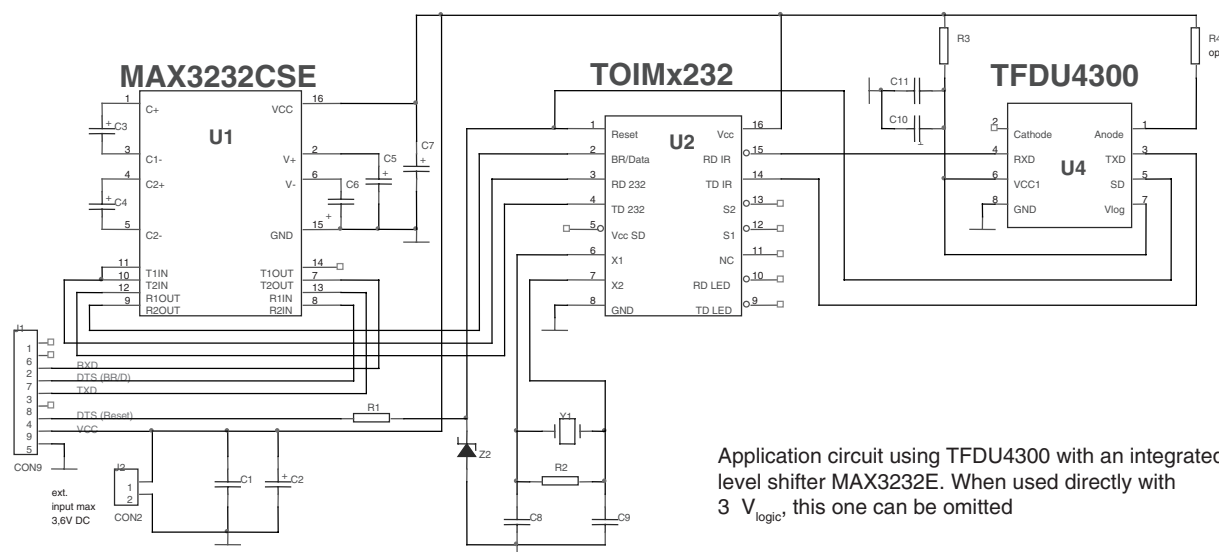 MAX3232CSE
TOIMx232
TFDU4300
U1
1 C+
3 C1-
4 C2+
5 C2-
11 T1IN
10 T2IN
12 R1OUT
9 R2OUT
VCC 16
V+ 2
V- 6
GND 15
T1OUT 14
T2OUT 7
R1IN 13
R2IN 8
+ C3
+ C4
C5 +
C6 +
C7 +
U2
1 Reset
2 BR/Data
3 RD 232
4 TD 232
5 Vcc SD
6 X1
7 X2
8 GND
Vcc 16
RD IR 15
TD IR 14
S2 13
S1 12
NC 11
RD LED 10
TD LED 9
R3
R4
op
C11
C10
U4
2 Cathode
4 RXD
6 VCC1
8 GND
Anode 1
TXD 3
SD 5
Vlog 7
J1
1
6
2 RXD
7 DTS (BR/D)
3 TXD
8
4 DTS (Reset)
9 VCC
5
CON9
R1
Z2
Y1
R2
C8
C9
J2
1
2
CON2
C1
+ C2
ext.
input max
3,6V DC
Application circuit using TFDU4300 with an integrated
level shifter MAX3232E. When used directly with
3 Vlogic, this one can be omitted